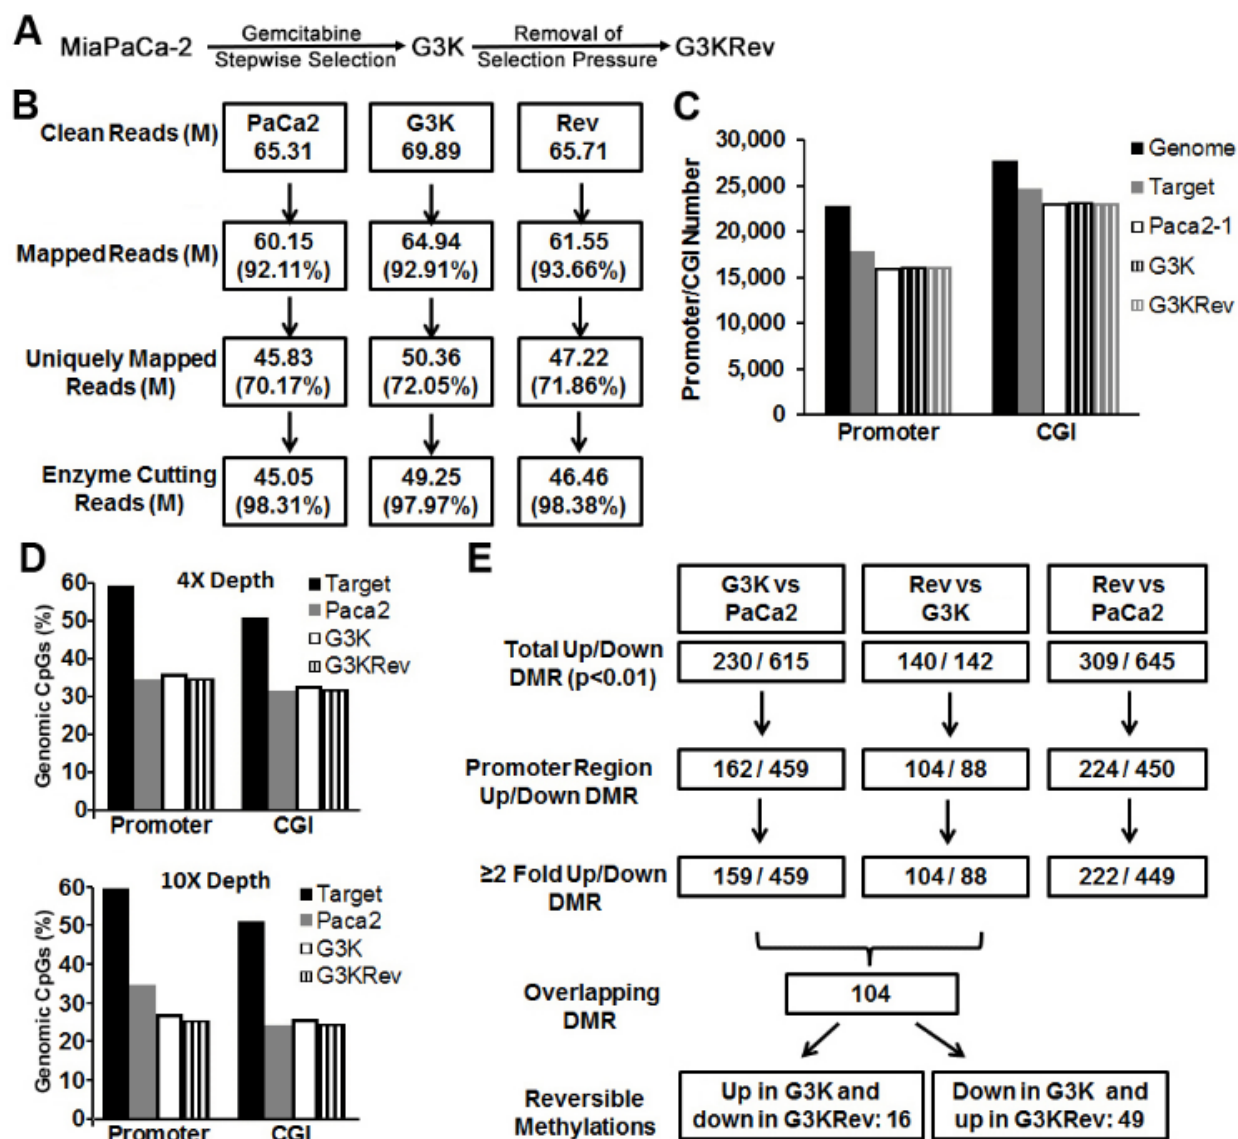 A
MiaPaCa-2
Gemcitabine
Stepwise Selection
G3K
Removal of
Selection Pressure
G3KRev
B
Clean Reads (M)
PaCa2
65.31
G3K
69.89
Rev
65.71
Mapped Reads (M)
60.15
(92.11%)
64.94
(92.91%)
61.55
(93.66%)
Uniquely Mapped
Reads (M)
45.83
(70.17%)
50.36
(72.05%)
47.22
(71.86%)
Enzyme Cutting
Reads (M)
45.05
(98.31%)
49.25
(97.97%)
46.46
(98.38%)
C
Promoter/CGI Number
30,000
25,000
20,000
15,000
10,000
5,000
0
Promoter
CGI
Genome
Target
Paca2-1
G3K
G3KRev
D
4X Depth
Genomic CpGs (%)
60
50
40
30
20
10
0
Promoter
CGI
Target
Paca2
G3K
G3KRev
10X Depth
Genomic CpGs (%)
60
50
40
30
20
10
0
Promoter
CGI
Target
Paca2
G3K
G3KRev
E
G3K vs
PaCa2
Rev vs
G3K
Rev vs
PaCa2
Total Up/Down
DMR (p<0.01)
230 / 615
140 / 142
309 / 645
Promoter Region
Up/Down DMR
162 / 459
104 / 88
224 / 450
≥2 Fold Up/Down
DMR
159 / 459
104 / 88
222 / 449
Overlapping
DMR
104
Reversible
Methylations
Up in G3K and
down in G3KRev: 16
Down in G3K and
up in G3KRev: 49